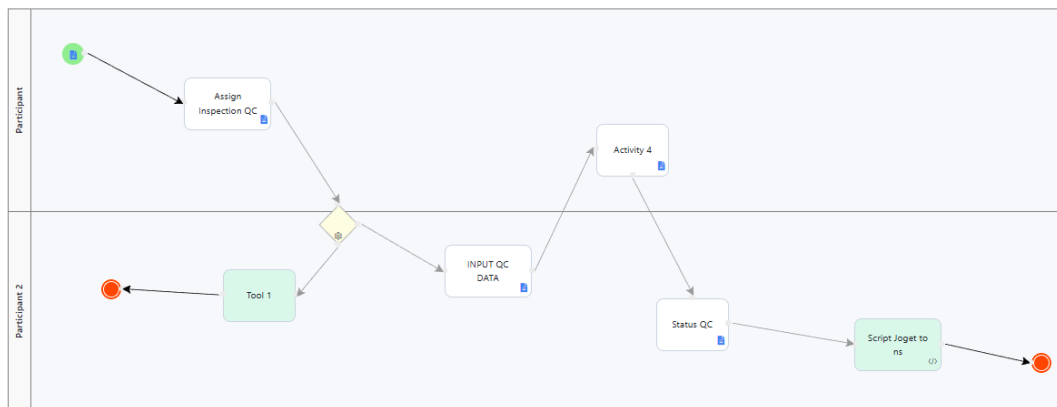 Participant
Assign
Inspection QC
Activity 4
Participant 2
INPUT QC
DATA
Tool 1
Status QC
Script Joget to
ns